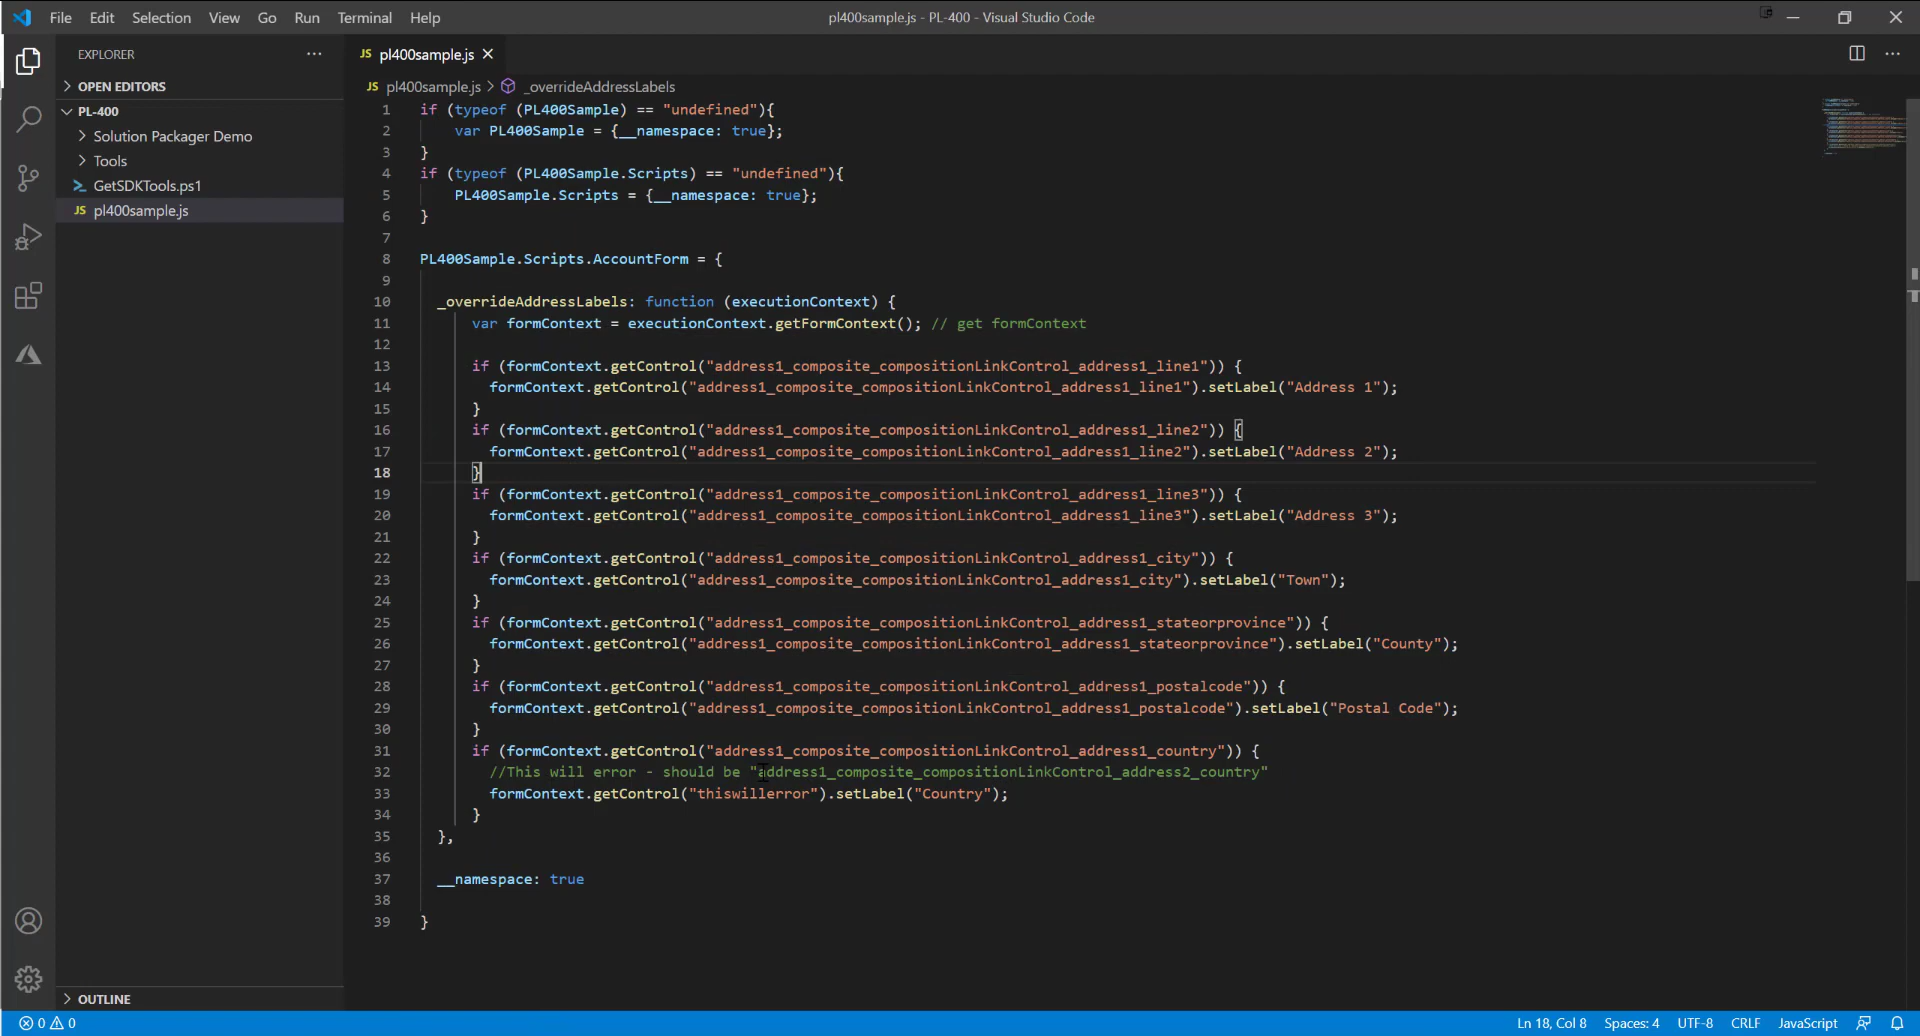 File Edit Selection View Go Run Terminal Help
pl400sample.js - PL-400 - Visual Studio Code
EXPLORER
OPEN EDITORS
PL-400
Solution Packager Demo
Tools
GetSDKTools.ps1
JS pl400sample.js
OUTLINE
JS pl400sample.js
JS pl400sample.js > _overrideAddressLabels
1 if (typeof (PL400Sample) == "undefined"){
2 var PL400Sample = {__namespace: true};
3 }
4 if (typeof (PL400Sample.Scripts) == "undefined"){
5 PL400Sample.Scripts = {__namespace: true};
6 }
7
8 PL400Sample.Scripts.AccountForm = {
9
10 _overrideAddressLabels: function (executionContext) {
11 var formContext = executionContext.getFormContext(); // get formContext
12
13 if (formContext.getControl("address1_composite_compositionLinkControl_address1_line1")) {
14 formContext.getControl("address1_composite_compositionLinkControl_address1_line1").setLabel("Address 1");
15 }
16 if (formContext.getControl("address1_composite_compositionLinkControl_address1_line2")) {
17 formContext.getControl("address1_composite_compositionLinkControl_address1_line2").setLabel("Address 2");
18 }
19 if (formContext.getControl("address1_composite_compositionLinkControl_address1_line3")) {
20 formContext.getControl("address1_composite_compositionLinkControl_address1_line3").setLabel("Address 3");
21 }
22 if (formContext.getControl("address1_composite_compositionLinkControl_address1_city")) {
23 formContext.getControl("address1_composite_compositionLinkControl_address1_city").setLabel("Town");
24 }
25 if (formContext.getControl("address1_composite_compositionLinkControl_address1_stateorprovince")) {
26 formContext.getControl("address1_composite_compositionLinkControl_address1_stateorprovince").setLabel("County");
27 }
28 if (formContext.getControl("address1_composite_compositionLinkControl_address1_postalcode")) {
29 formContext.getControl("address1_composite_compositionLinkControl_address1_postalcode").setLabel("Postal Code");
30 }
31 if (formContext.getControl("address1_composite_compositionLinkControl_address1_country")) {
32 //This will error - should be "address1_composite_compositionLinkControl_address2_country"
33 formContext.getControl("thiswillerror").setLabel("Country");
34 }
35 },
36
37 __namespace: true
38
39 }
0 0
Ln 18, Col 8 Spaces: 4 UTF-8 CRLF JavaScript